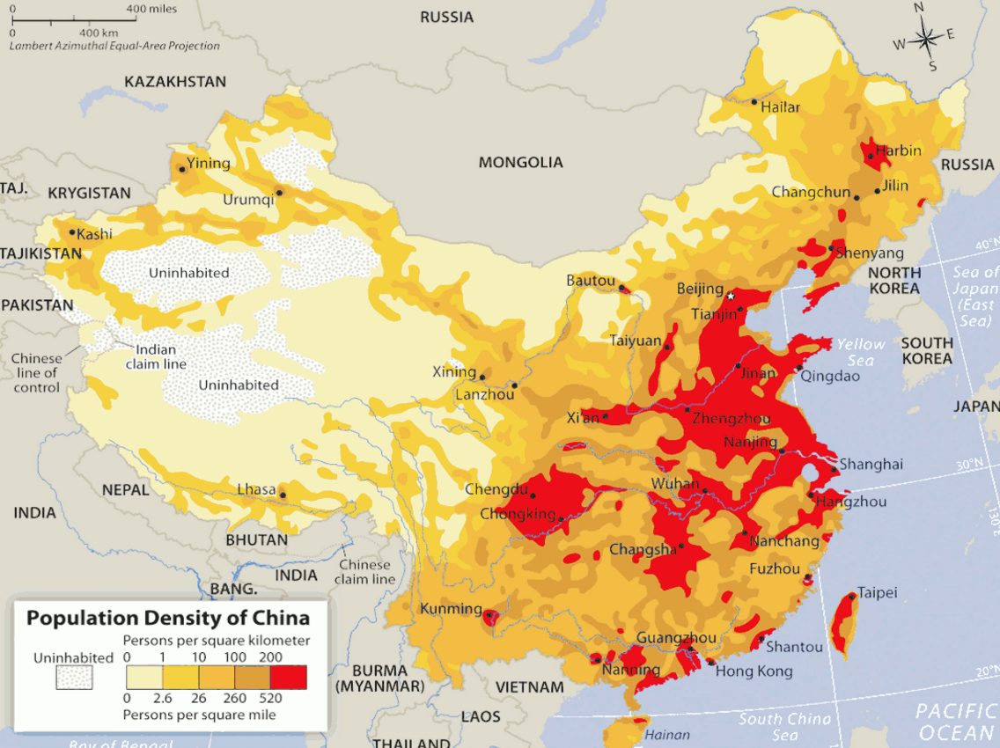 0 400 miles
0 400 km
Lambert Azimuthal Equal-Area Projection
RUSSIA
N
W E
S
KAZAKHSTAN
Hailar
MONGOLIA
Harbin
RUSSIA
Yining
TAJ.
KRYGISTAN
Urumqi
Changchun
Jilin
Kashi
TAJIKISTAN
Shenyang
40°N
Uninhabited
Bautou
Beijing
NORTH
KOREA
Sea of
Japan
(East
Sea)
Tianjin
PAKISTAN
Taiyuan
Yellow
Sea
SOUTH
KOREA
Chinese
line of
control
Indian
claim line
Xining
Lanzhou
Jinan
Qingdao
Uninhabited
JAPAN
Xi'an
Zhengzhou
Nanjing
Shanghai
30°N
NEPAL
Lhasa
Chengdu
Wuhan
Hangzhou
INDIA
Chongking
BHUTAN
Changsha
Nanchang
Chinese
claim line
INDIA
Fuzhou
BANG.
Taipei
Kunming
Guangzhou
Shantou
Nanning
Hong Kong
BURMA
(MYANMAR)
VIETNAM
20°N
LAOS
South China
Sea
PACIFIC
OCEAN
Hainan
THAILAND
Bay of Bengal
Population Density of China
Persons per square kilometer
Uninhabited 0 1 10 100 200
0 2.6 26 260 520
Persons per square mile